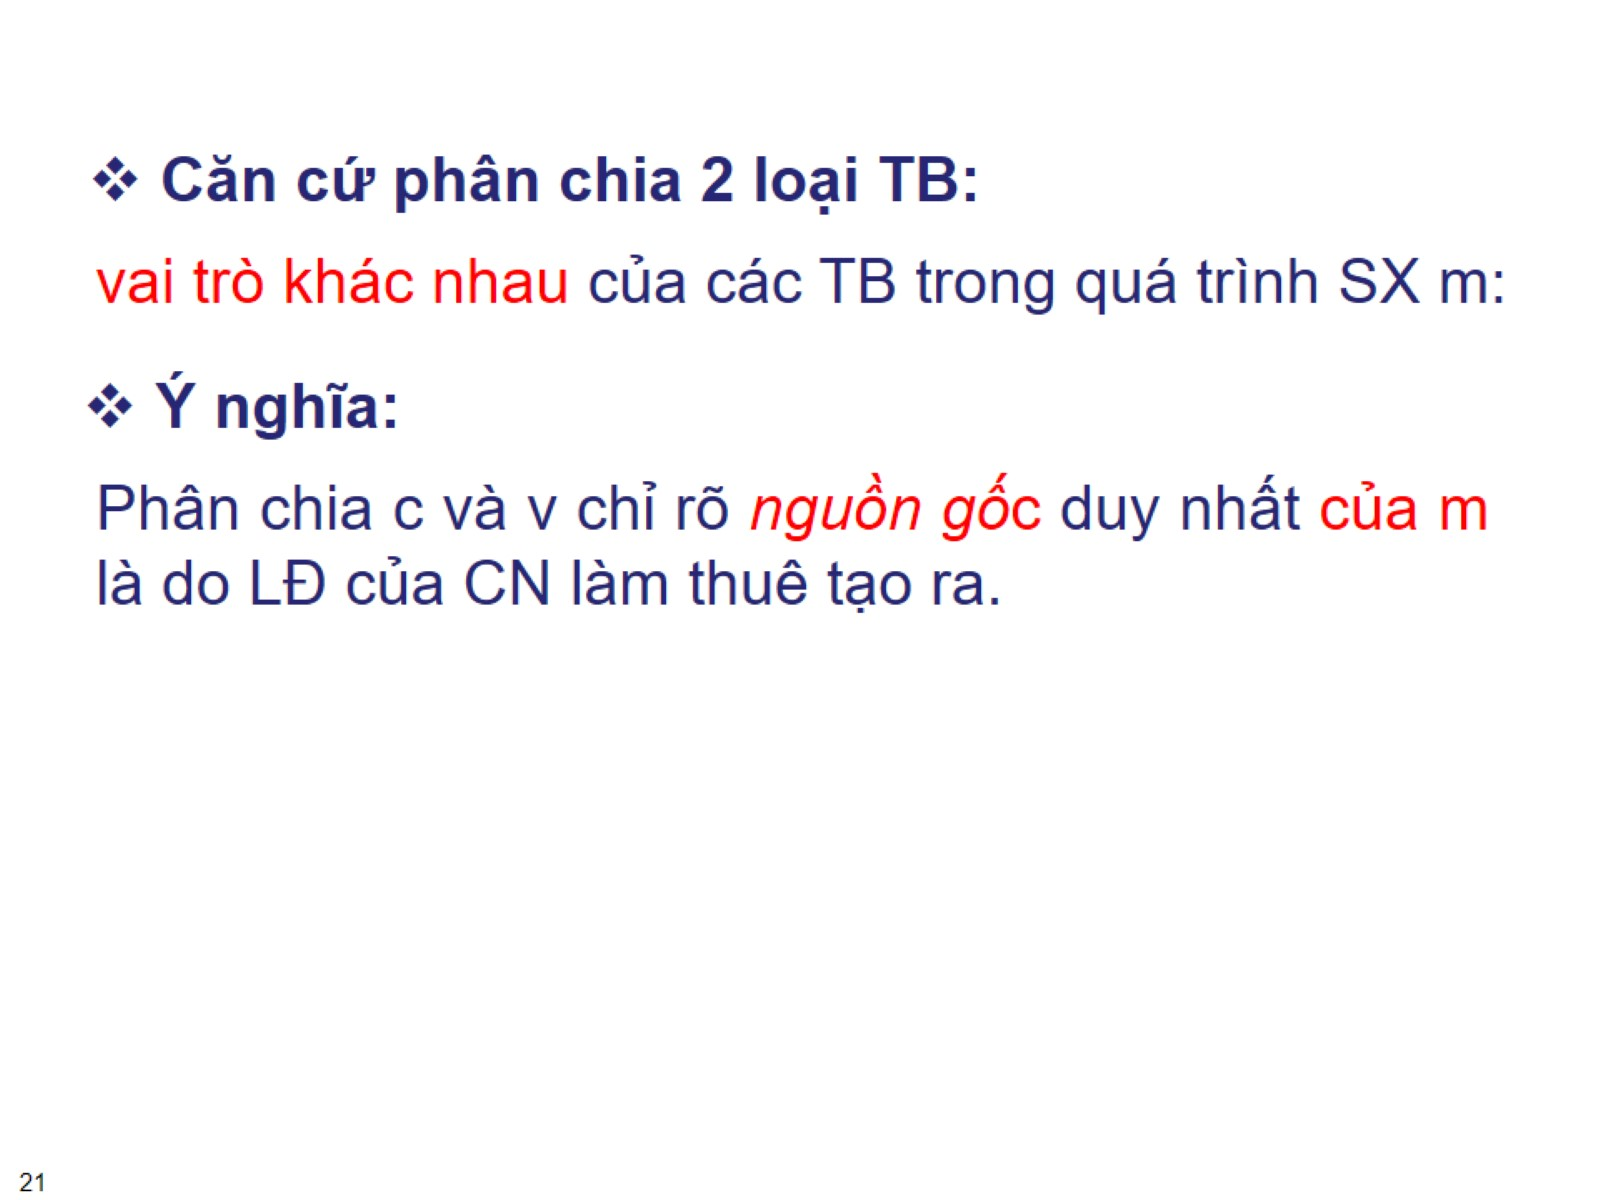 ❖ Căn cứ phân chia 2 loại TB:
vai trò khác nhau của các TB trong quá trình SX m:
❖ Ý nghĩa:
Phân chia c và v chỉ rõ nguồn gốc duy nhất của m
là do LĐ của CN làm thuê tạo ra.
21